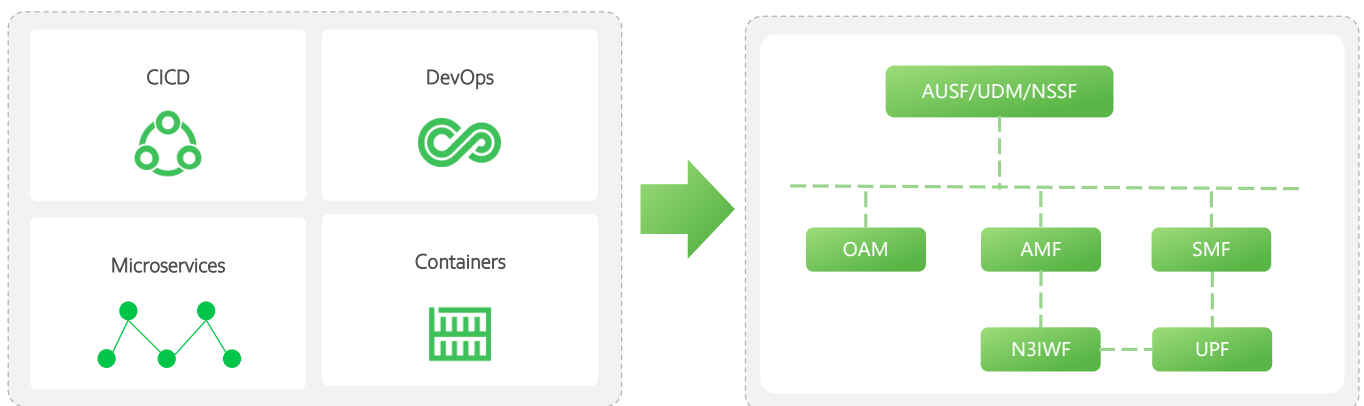 CICD
DevOps
Microservices
Containers
AUSF/UDM/NSSF
OAM
AMF
SMF
N3IWF
UPF